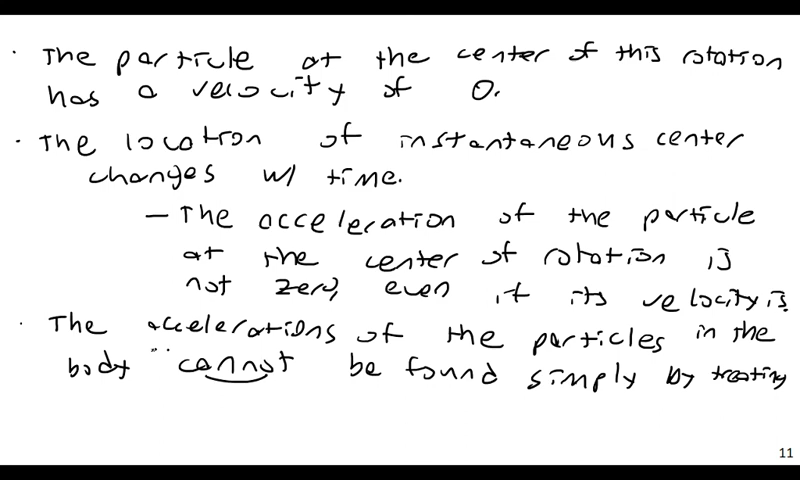 · The particle at the center of this rotation
has a velocity of 0.
· The location of instantaneous center
changes w/ time.
— The acceleration of the particle
at the center of rotation is
not zero, even if its velocity is.
· The accelerations of the particles in the
body cannot be found simply by treating
11